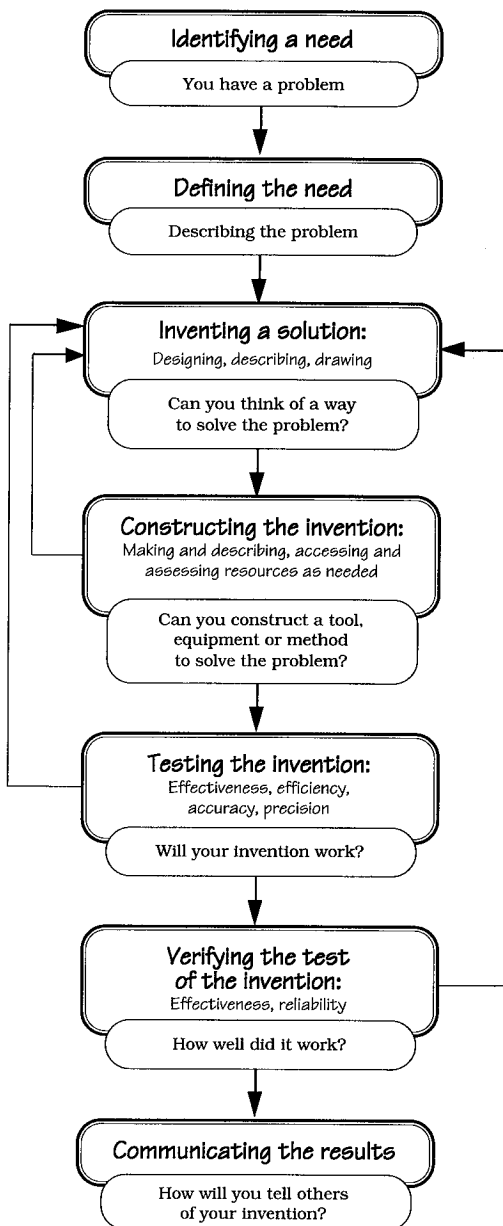 Identifying a need
You have a problem
Defining the need
Describing the problem
Inventing a solution:
Designing, describing, drawing
Can you think of a way
to solve the problem?
Constructing the invention:
Making and describing, accessing and
assessing resources as needed
Can you construct a tool,
equipment or method
to solve the problem?
Testing the invention:
Effectiveness, efficiency,
accuracy, precision
Will your invention work?
Verifying the test
of the invention:
Effectiveness, reliability
How well did it work?
Communicating the results
How will you tell others
of your invention?